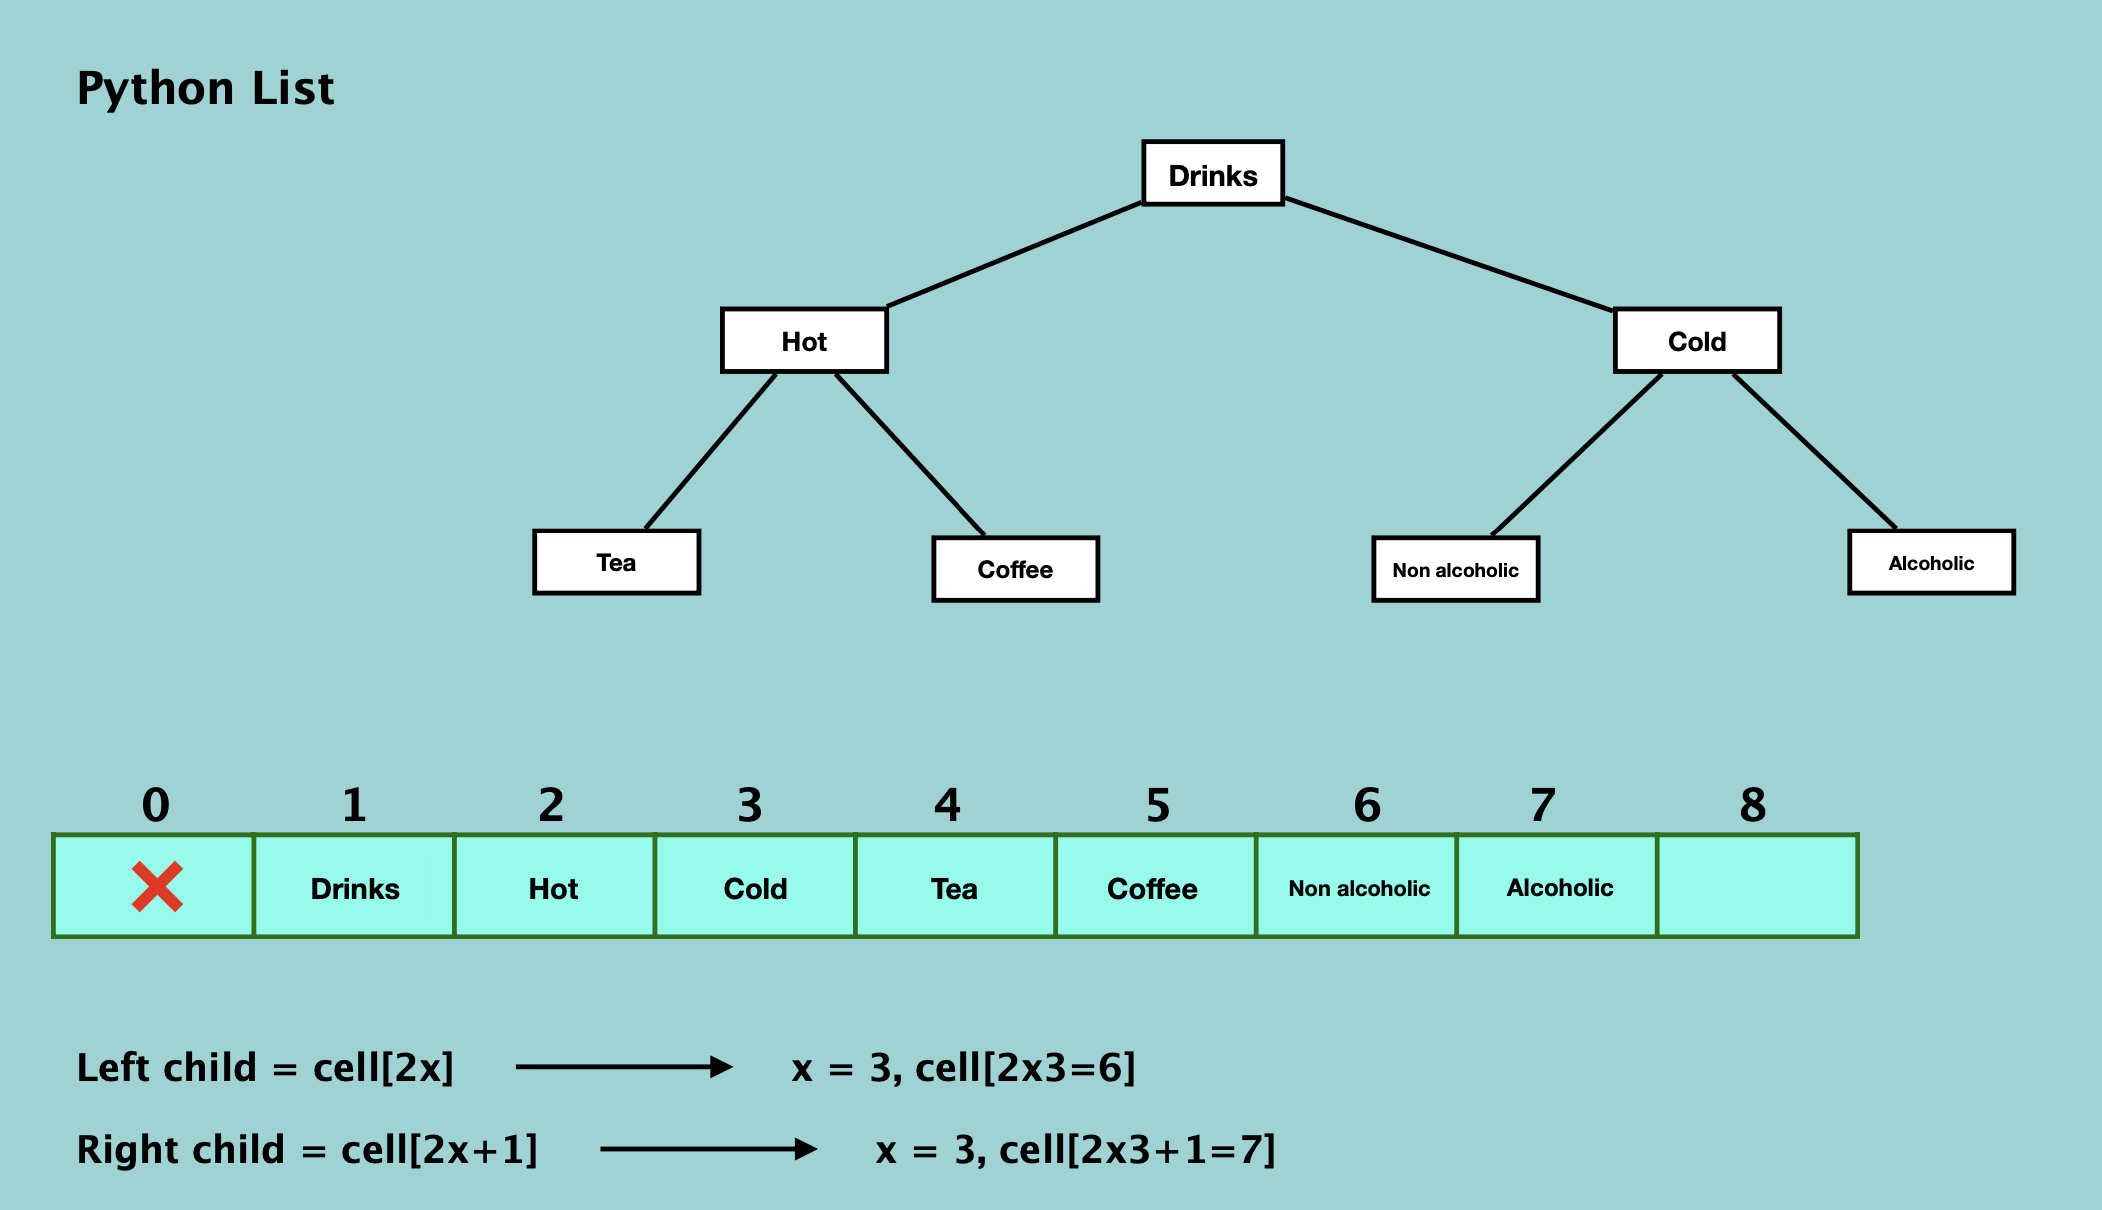 Python List
Drinks
Hot Cold
Tea Coffee Non alcoholic Alcoholic
0 1 2 3 4 5 6 7 8
Drinks Hot Cold Tea Coffee Non alcoholic Alcoholic
Left child = cell[2x] x = 3, cell[2x3=6]
Right child = cell[2x+1] x = 3, cell[2x3+1=7]